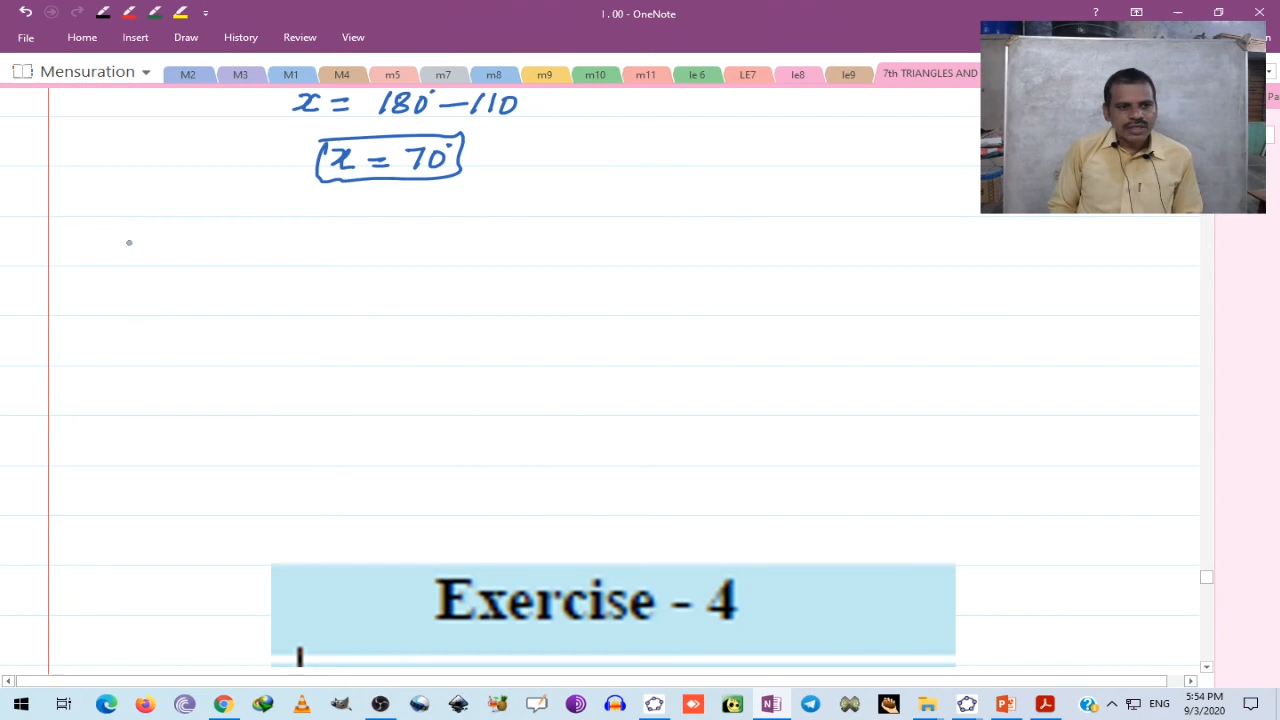 1.00 - OneNote
File Home Insert Draw History Review View
Mensuration M2 M3 M1 M4 m5 m7 m8 m9 m10 m11 le 6 LE7 le8 le9 7th TRIANGLES AND
Pa
x = 180° - 110
x = 70°
Exercise - 4
ENG
5:54 PM
9/3/2020